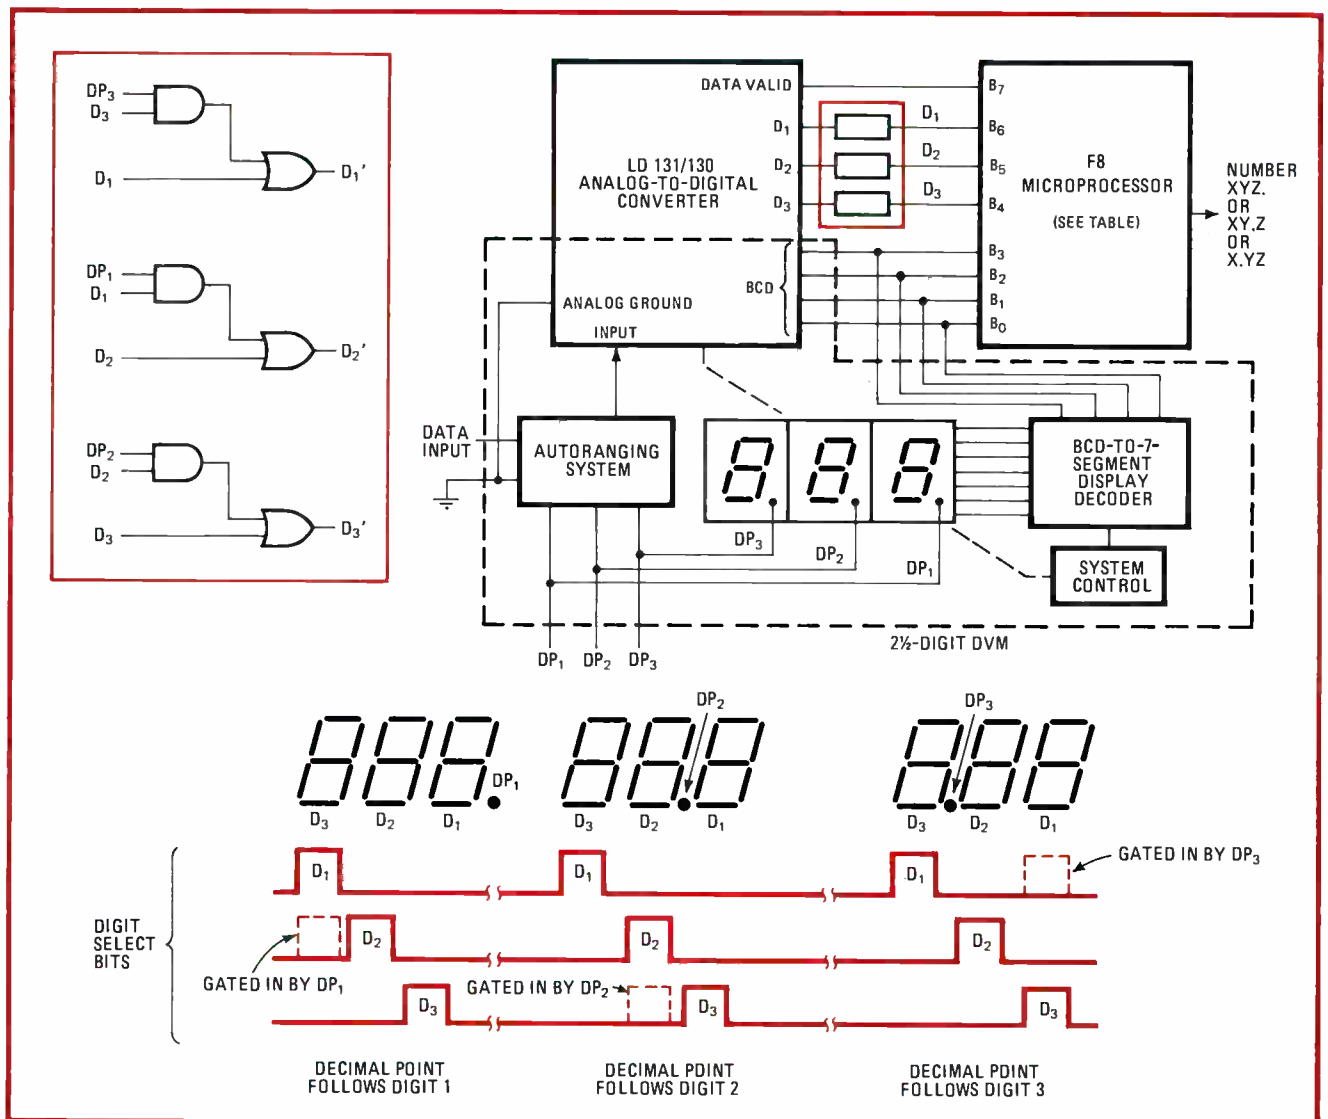 DP₃
D₃
D₁
D₁'
DP₁
D₁
D₂
D₂'
DP₂
D₂
D₃
D₃'
LD 131/130
ANALOG-TO-DIGITAL
CONVERTER
DATA VALID
D₁
D₂
D₃
BCD
ANALOG GROUND
INPUT
D₁
D₂
D₃
B₇
B₆
B₅
B₄
B₃
B₂
B₁
B₀
F8
MICROPROCESSOR
(SEE TABLE)
NUMBER
XYZ.
OR
XY.Z
OR
X.YZ
DATA
INPUT
AUTORANGING
SYSTEM
DP₃
DP₂
DP₁
BCD-TO-7-
SEGMENT
DISPLAY
DECODER
SYSTEM
CONTROL
2½-DIGIT DVM
DP₁ DP₂ DP₃
DP₁
D₃ D₂ D₁
DP₂
D₃ D₂ D₁
DP₃
D₃ D₂ D₁
DIGIT
SELECT
BITS
D₁ D₁ D₁
GATED IN BY DP₃
D₂ D₂ D₂
GATED IN BY DP₁
GATED IN BY DP₂
D₃ D₃ D₃
DECIMAL POINT
FOLLOWS DIGIT 1
DECIMAL POINT
FOLLOWS DIGIT 2
DECIMAL POINT
FOLLOWS DIGIT 3